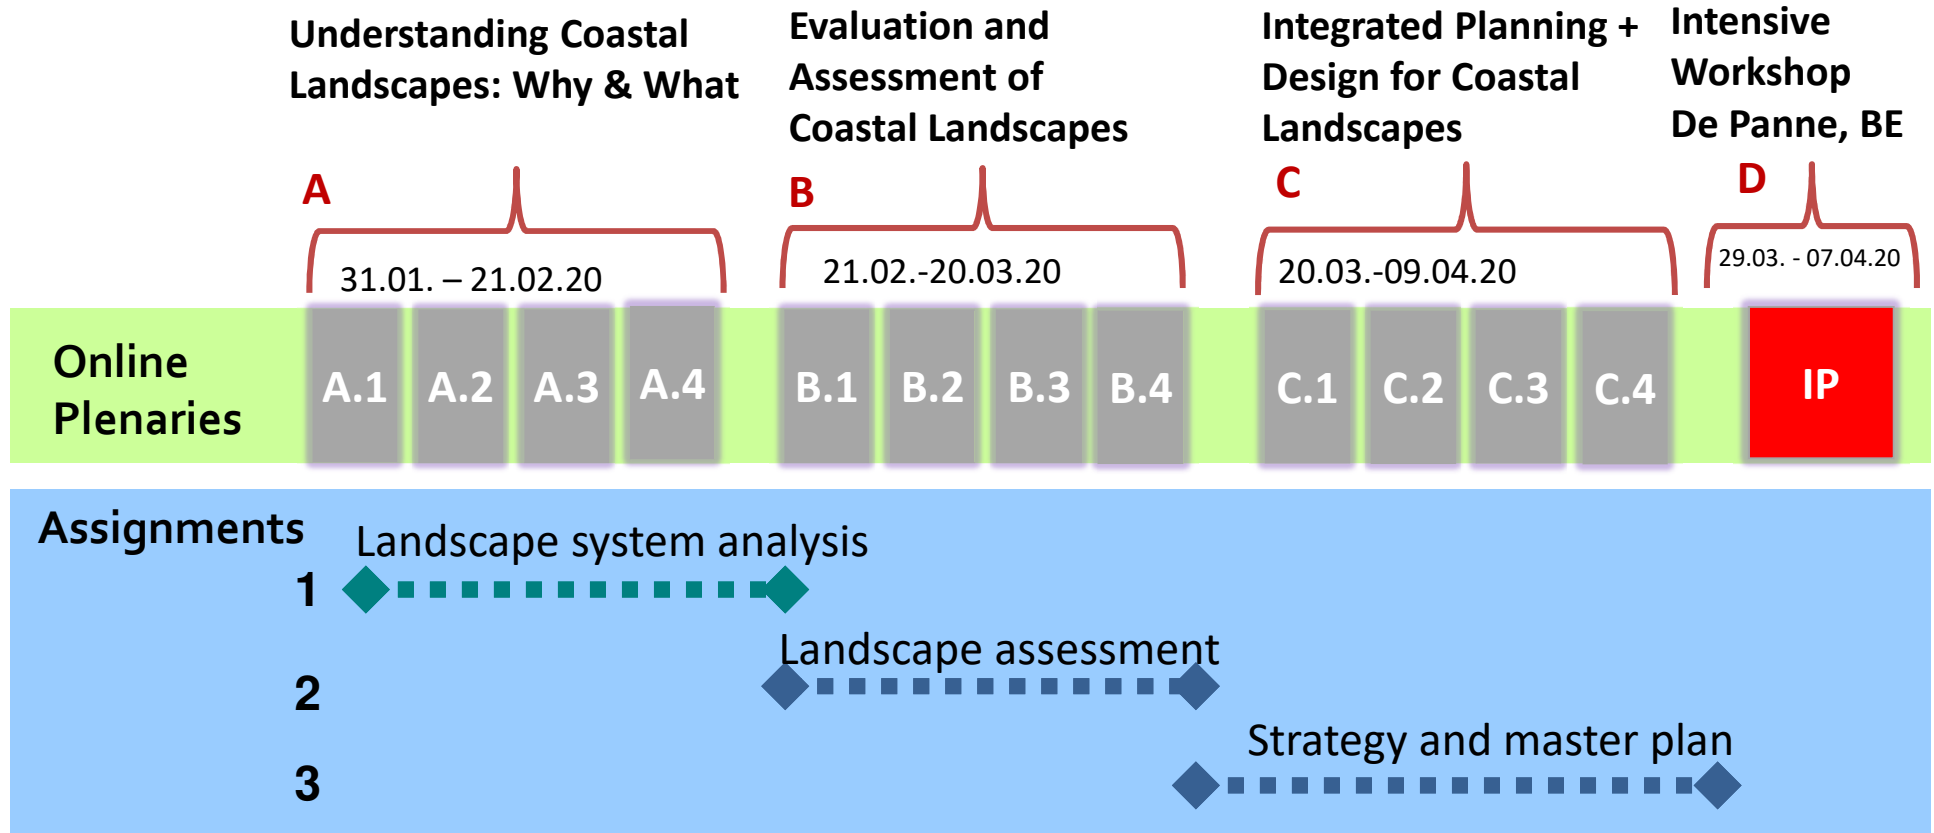 Understanding Coastal
Landscapes: Why & What
Evaluation and
Assessment of
Coastal Landscapes
Integrated Planning +
Design for Coastal
Landscapes
Intensive
Workshop
De Panne, BE
A
B
C
D
31.01. – 21.02.20
21.02.-20.03.20
20.03.-09.04.20
29.03. - 07.04.20
Online
Plenaries
A.1
A.2
A.3
A.4
B.1
B.2
B.3
B.4
C.1
C.2
C.3
C.4
IP
Assignments
Landscape system analysis
1
Landscape assessment
2
Strategy and master plan
3